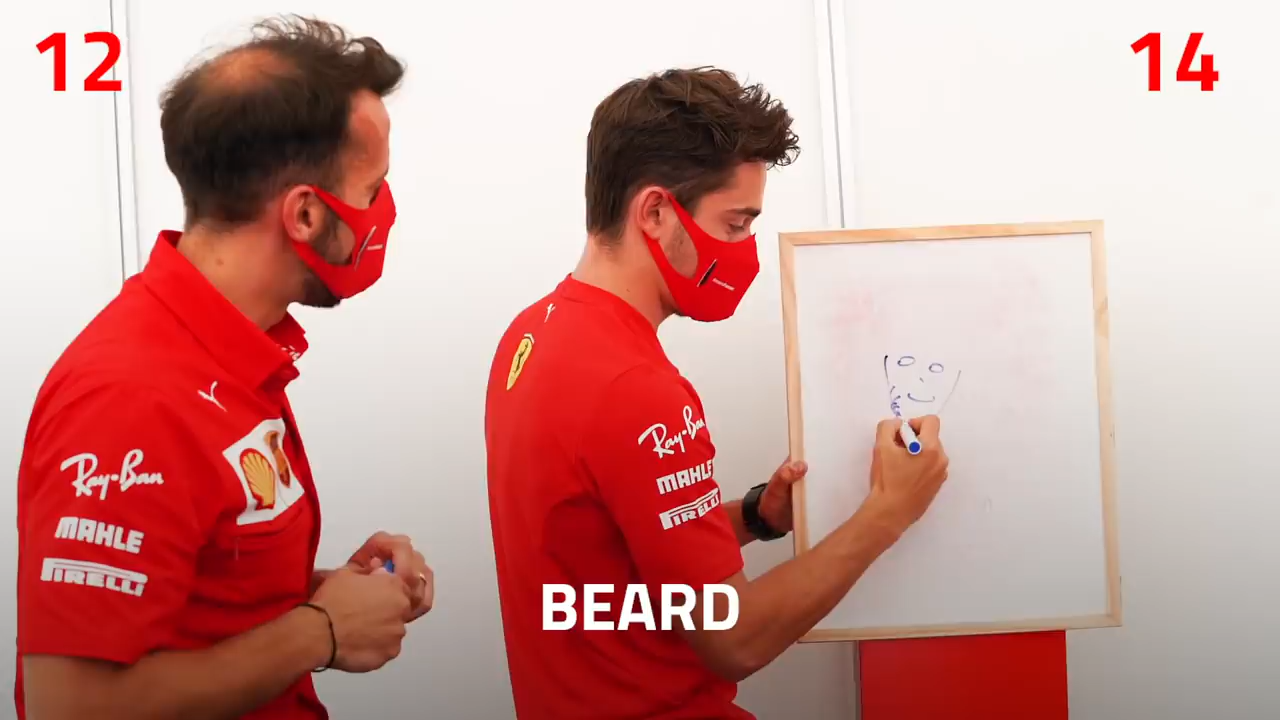 12
14
Ray-Ban
MAHLE
PIRELLI
Ray-Ban
MAHLE
PIRELLI
BEARD